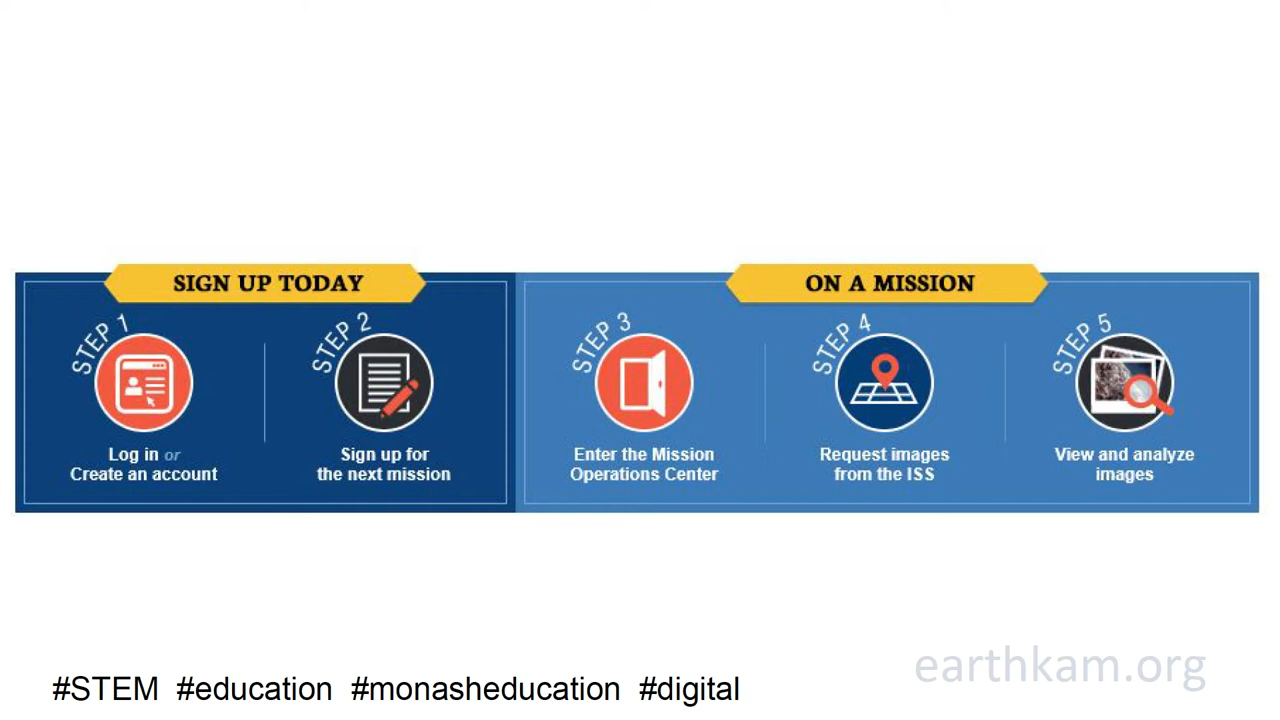 SIGN UP TODAY
STEP 1
Log in or
Create an account
STEP 2
Sign up for
the next mission
ON A MISSION
STEP 3
Enter the Mission
Operations Center
STEP 4
Request images
from the ISS
STEP 5
View and analyze
images
earthkam.org
#STEM #education #monasheducation #digital